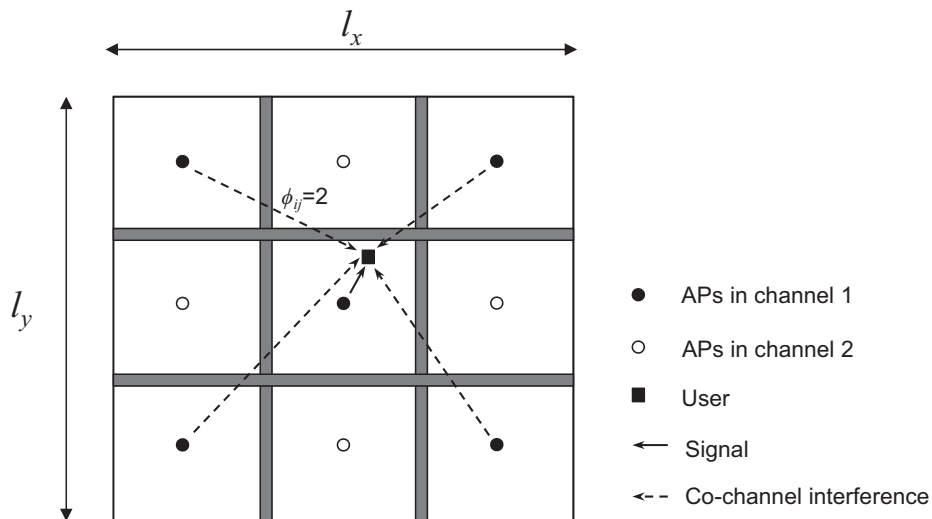 l_x
ϕ_ij=2
l_y
APs in channel 1
APs in channel 2
User
Signal
Co-channel interference